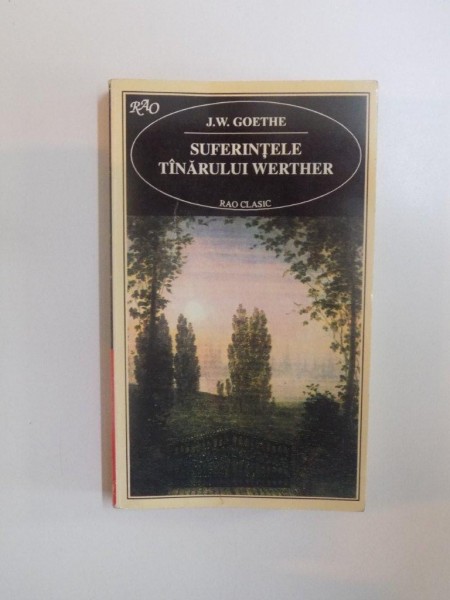 RAO
J.W. GOETHE
SUFERINȚELE
TÎNĂRULUI WERTHER
RAO CLASIC